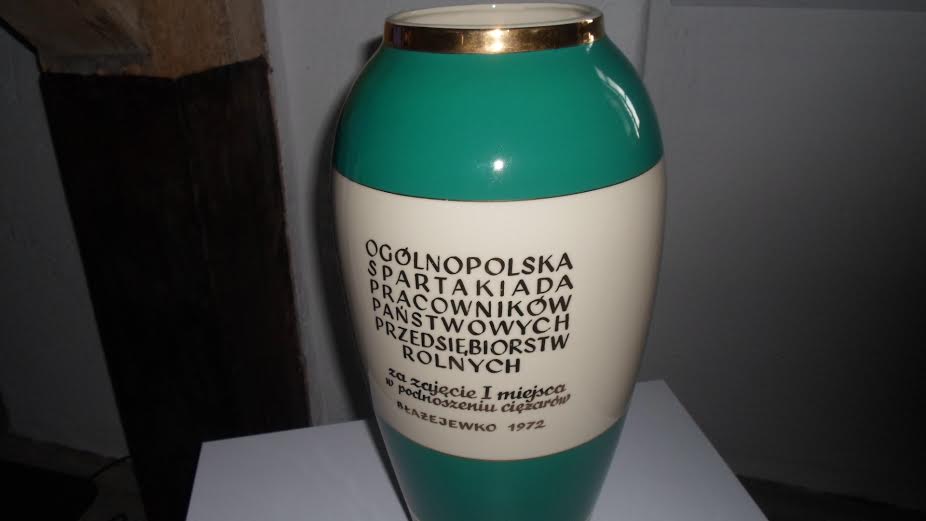 OGÓLNOPOLSKA
SPARTAKIADA
PRACOWNIKÓW
PAŃSTWOWYCH
PRZEDSIĘBIORSTW
ROLNYCH
za zajęcie I miejsca
w podnoszeniu ciężarów
BŁAŻEJEWKO 1972